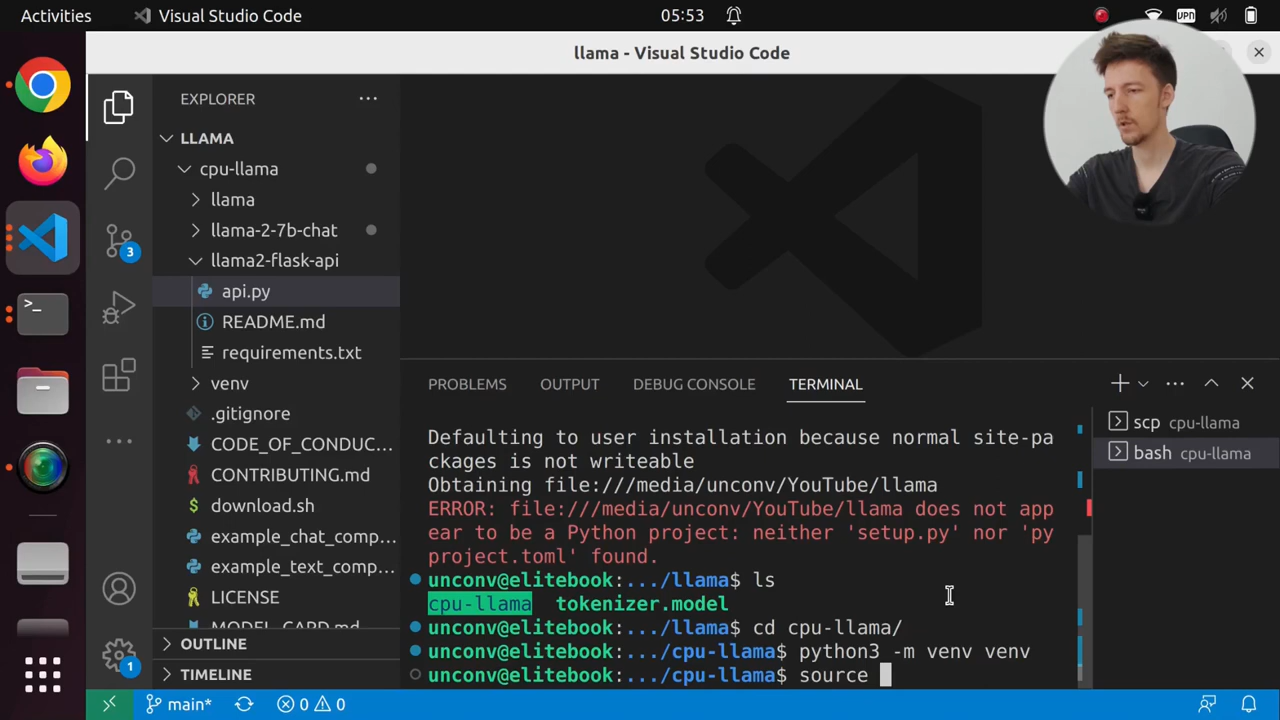 Activities
Visual Studio Code
05:53
VPN
llama - Visual Studio Code
EXPLORER
LLAMA
cpu-llama
llama
llama-2-7b-chat
llama2-flask-api
api.py
README.md
requirements.txt
venv
.gitignore
CODE_OF_CONDUC...
CONTRIBUTING.md
download.sh
example_chat_comp...
example_text_comp...
LICENSE
MODEL_CARD.md
OUTLINE
TIMELINE
3
1
PROBLEMS
OUTPUT
DEBUG CONSOLE
TERMINAL
Defaulting to user installation because normal site-pa
ckages is not writeable
Obtaining file:///media/unconv/YouTube/llama
ERROR: file:///media/unconv/YouTube/llama does not app
ear to be a Python project: neither 'setup.py' nor 'py
project.toml' found.
unconv@elitebook:.../llama$ ls
cpu-llama tokenizer.model
unconv@elitebook:.../llama$ cd cpu-llama/
unconv@elitebook:.../cpu-llama$ python3 -m venv venv
unconv@elitebook:.../cpu-llama$ source
scp cpu-llama
bash cpu-llama
main*
0
0